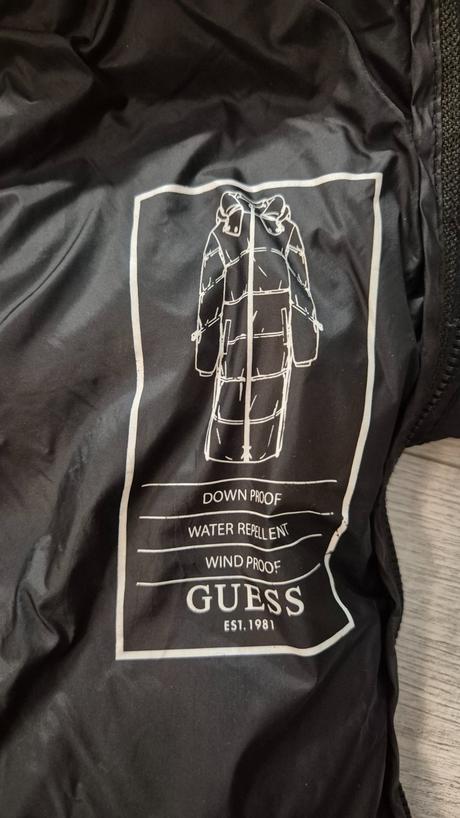 DOWN PROOF
WATER REPELLENT
WIND PROOF
GUESS
EST. 1981